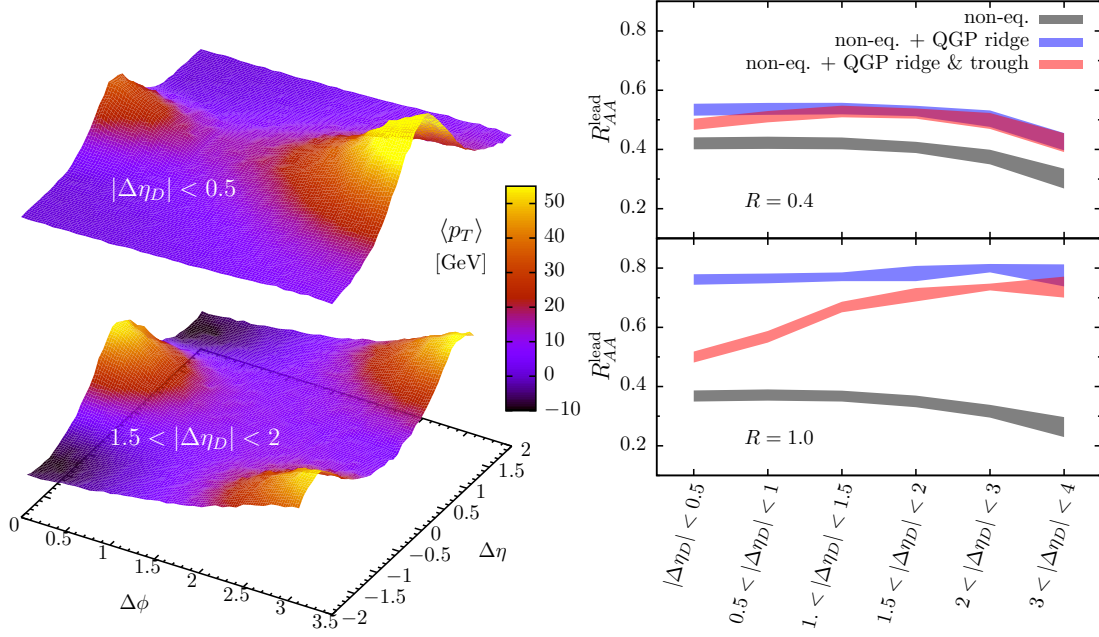 |Δη_D| < 0.5
1.5 < |Δη_D| < 2
⟨p_T⟩
[GeV]
50
40
30
20
10
0
−10
0
0.5
1
1.5
2
2.5
3
3.5
Δϕ
−2
−1.5
−1
−0.5
0
0.5
1
1.5
2
Δη
non-eq.
non-eq. + QGP ridge
non-eq. + QGP ridge & trough
R_{AA}^{lead}
0.8
0.6
0.4
0.2
R = 0.4
R_{AA}^{lead}
0.8
0.6
0.4
0.2
R = 1.0
|Δη_D| < 0.5
0.5 < |Δη_D| < 1
1. < |Δη_D| < 1.5
1.5 < |Δη_D| < 2
2 < |Δη_D| < 3
3 < |Δη_D| < 4